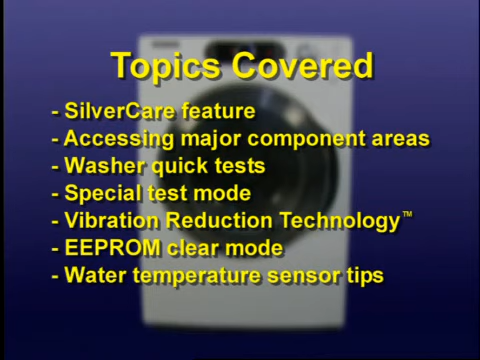 Topics Covered
- SilverCare feature
- Accessing major component areas
- Washer quick tests
- Special test mode
- Vibration Reduction Technology™
- EEPROM clear mode
- Water temperature sensor tips